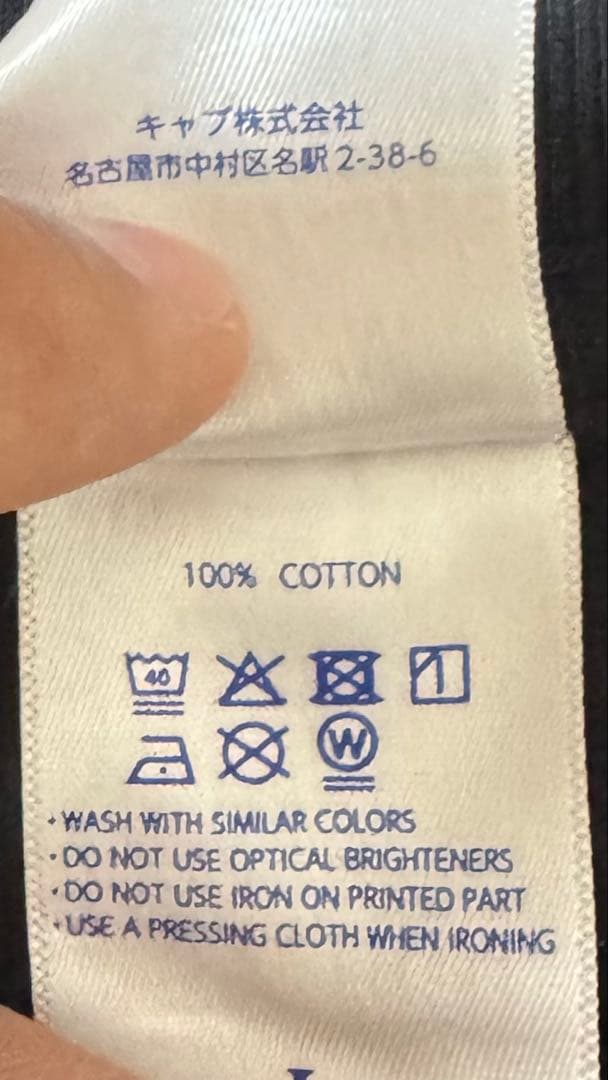 キャブ株式会社
名古屋市中村区名駅 2-38-6
100% COTTON
40
W
• WASH WITH SIMILAR COLORS
• DO NOT USE OPTICAL BRIGHTENERS
• DO NOT USE IRON ON PRINTED PART
• USE A PRESSING CLOTH WHEN IRONING